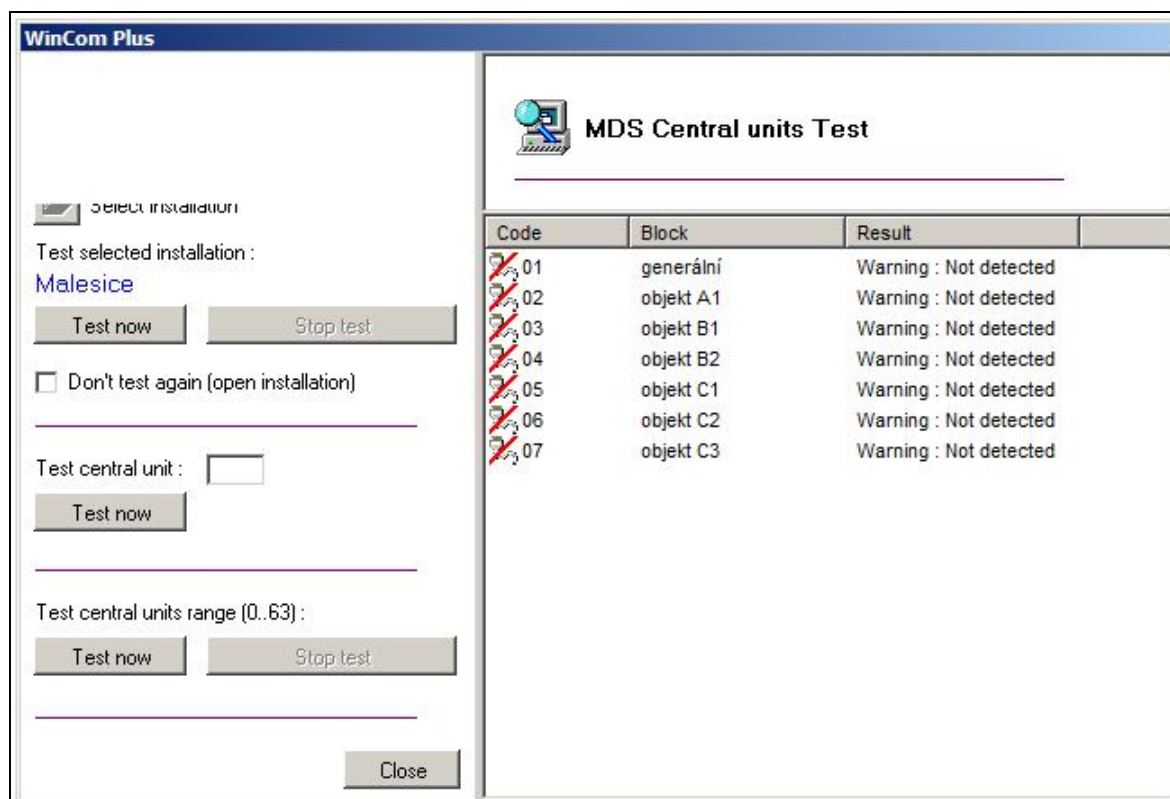 WinCom Plus
Select installation
Test selected installation :
Malesice
Test now
Stop test
Don't test again (open installation)
Test central unit :
Test now
Test central units range (0..63) :
Test now
Stop test
Close
MDS Central units Test
Code Block Result
01 generální Warning : Not detected
02 objekt A1 Warning : Not detected
03 objekt B1 Warning : Not detected
04 objekt B2 Warning : Not detected
05 objekt C1 Warning : Not detected
06 objekt C2 Warning : Not detected
07 objekt C3 Warning : Not detected